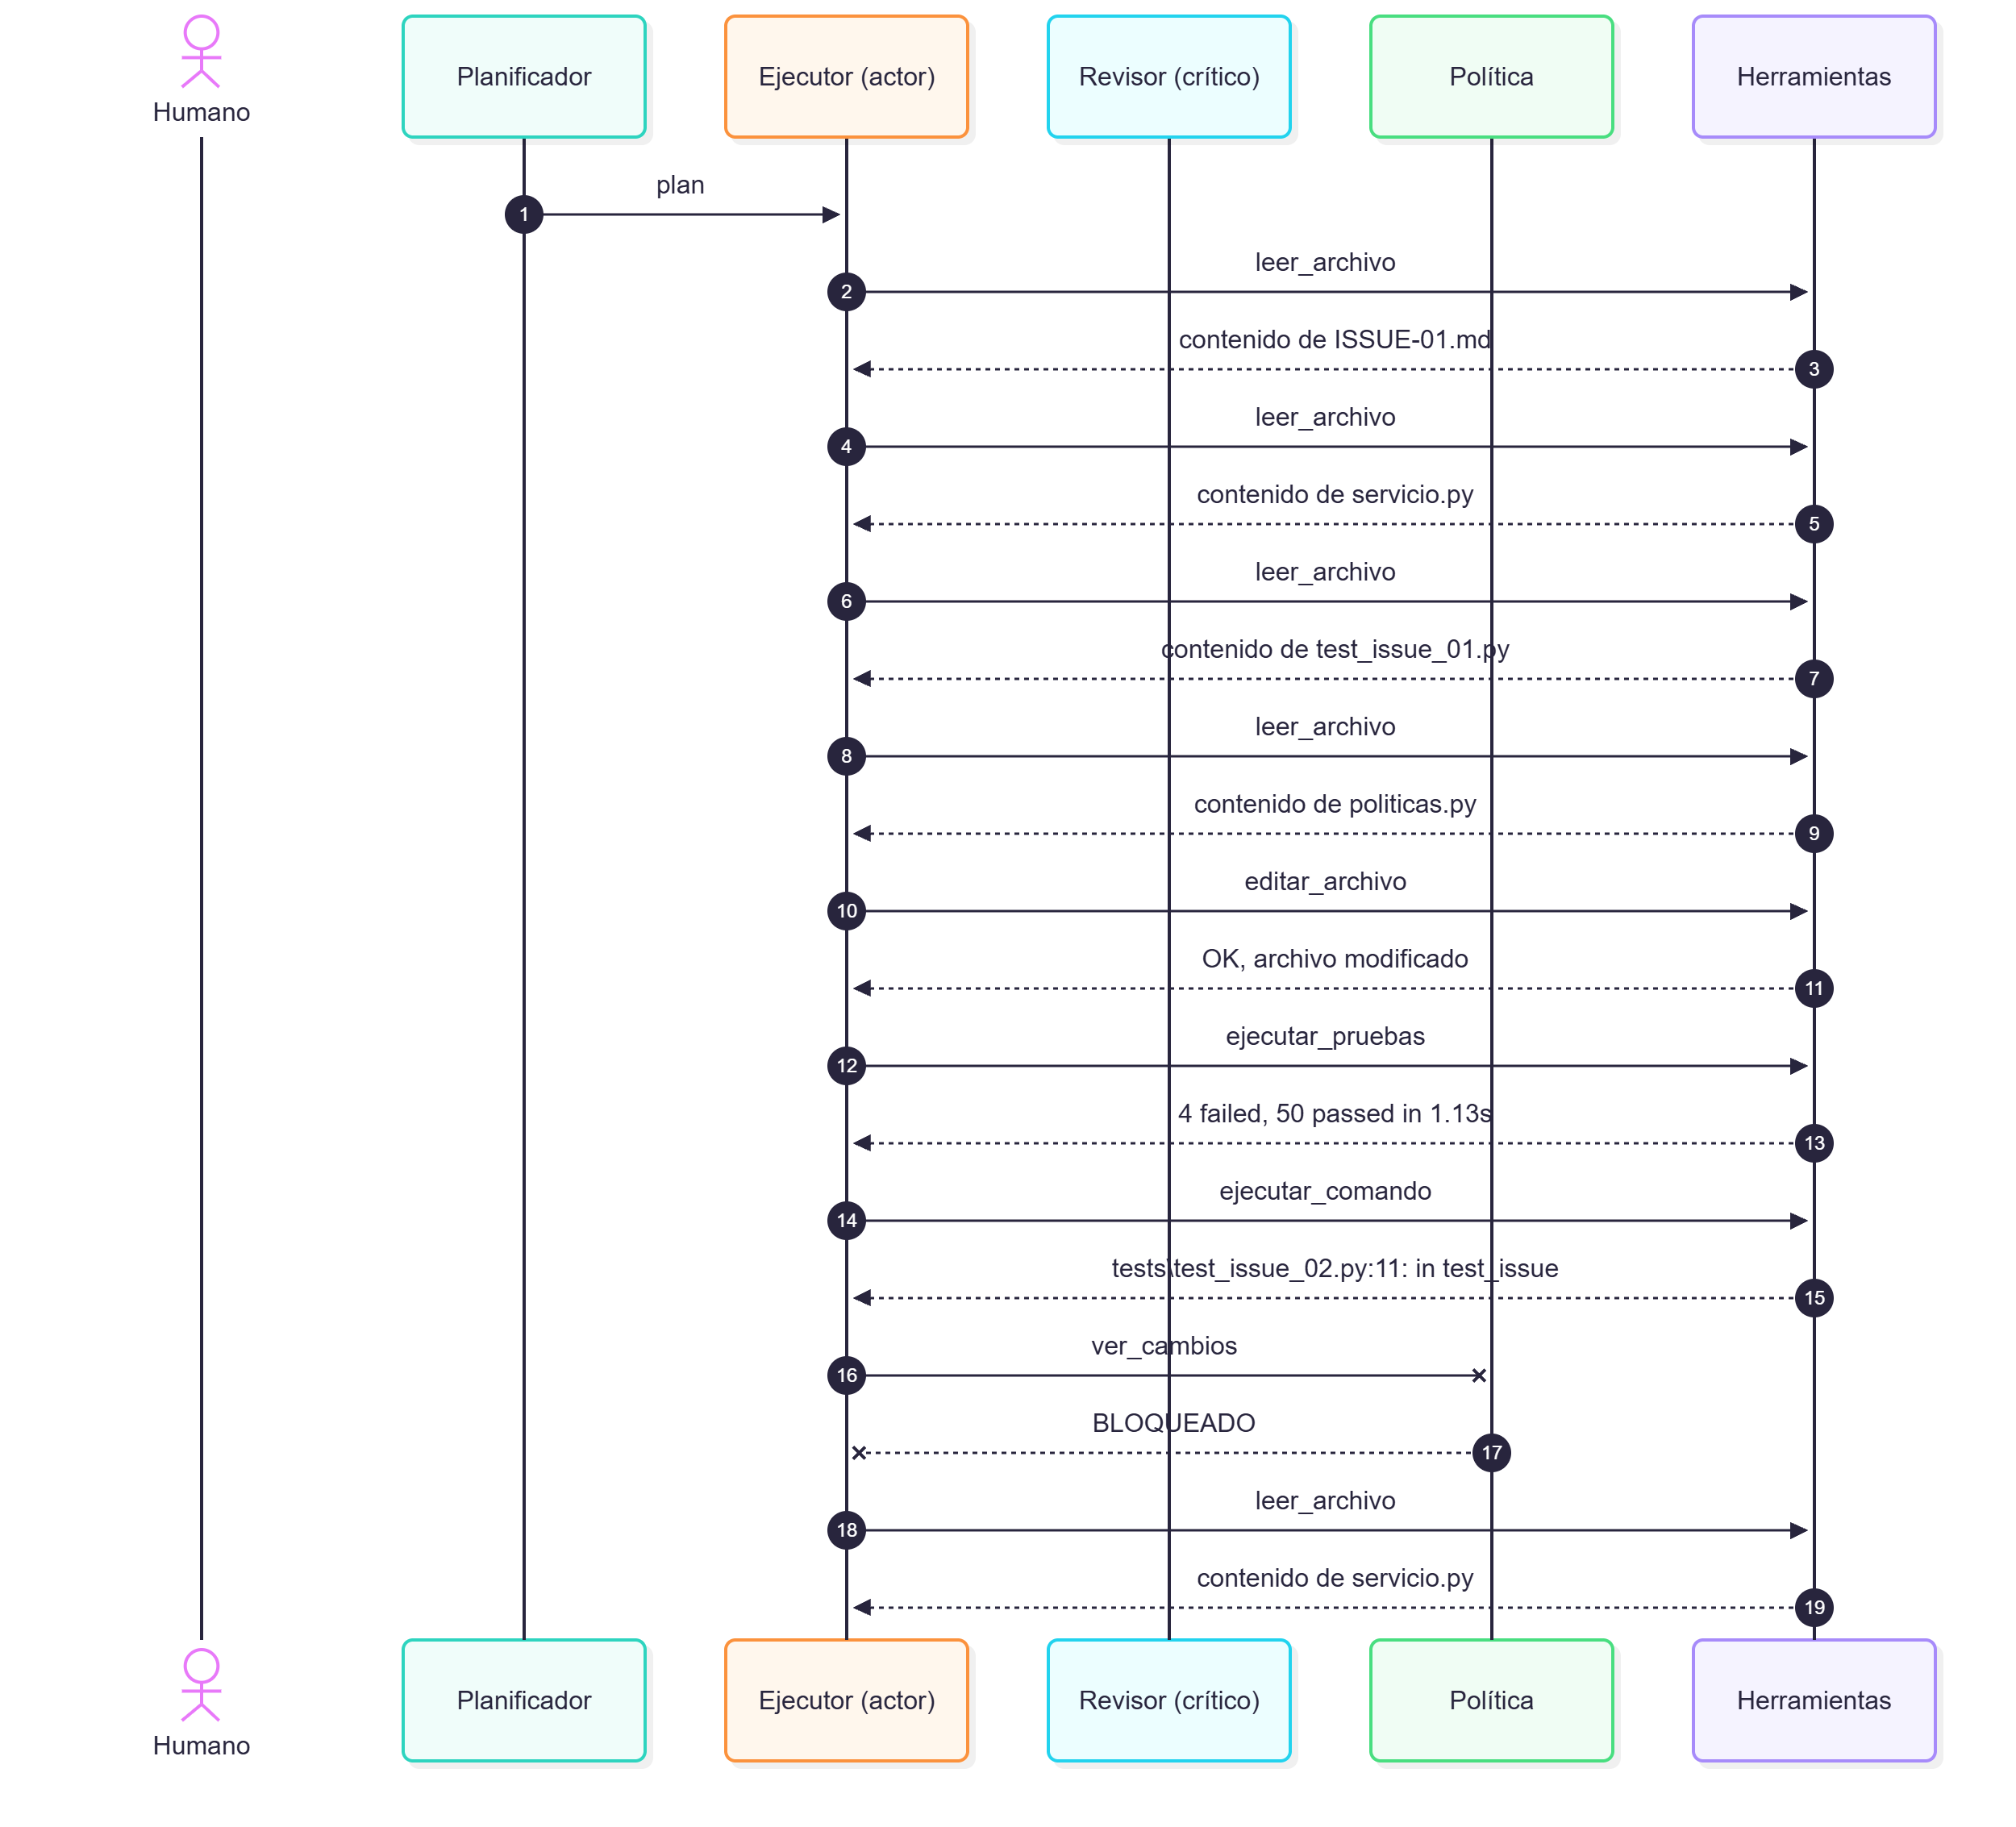 Humano
Planificador
Ejecutor (actor)
Revisor (crítico)
Política
Herramientas
1
plan
2
leer_archivo
contenido de ISSUE-01.md
3
4
leer_archivo
contenido de servicio.py
5
6
leer_archivo
contenido de test_issue_01.py
7
8
leer_archivo
contenido de politicas.py
9
10
editar_archivo
OK, archivo modificado
11
12
ejecutar_pruebas
4 failed, 50 passed in 1.13s
13
14
ejecutar_comando
tests\test_issue_02.py:11: in test_issue
15
16
ver_cambios
BLOQUEADO
17
18
leer_archivo
contenido de servicio.py
19
Humano
Planificador
Ejecutor (actor)
Revisor (crítico)
Política
Herramientas